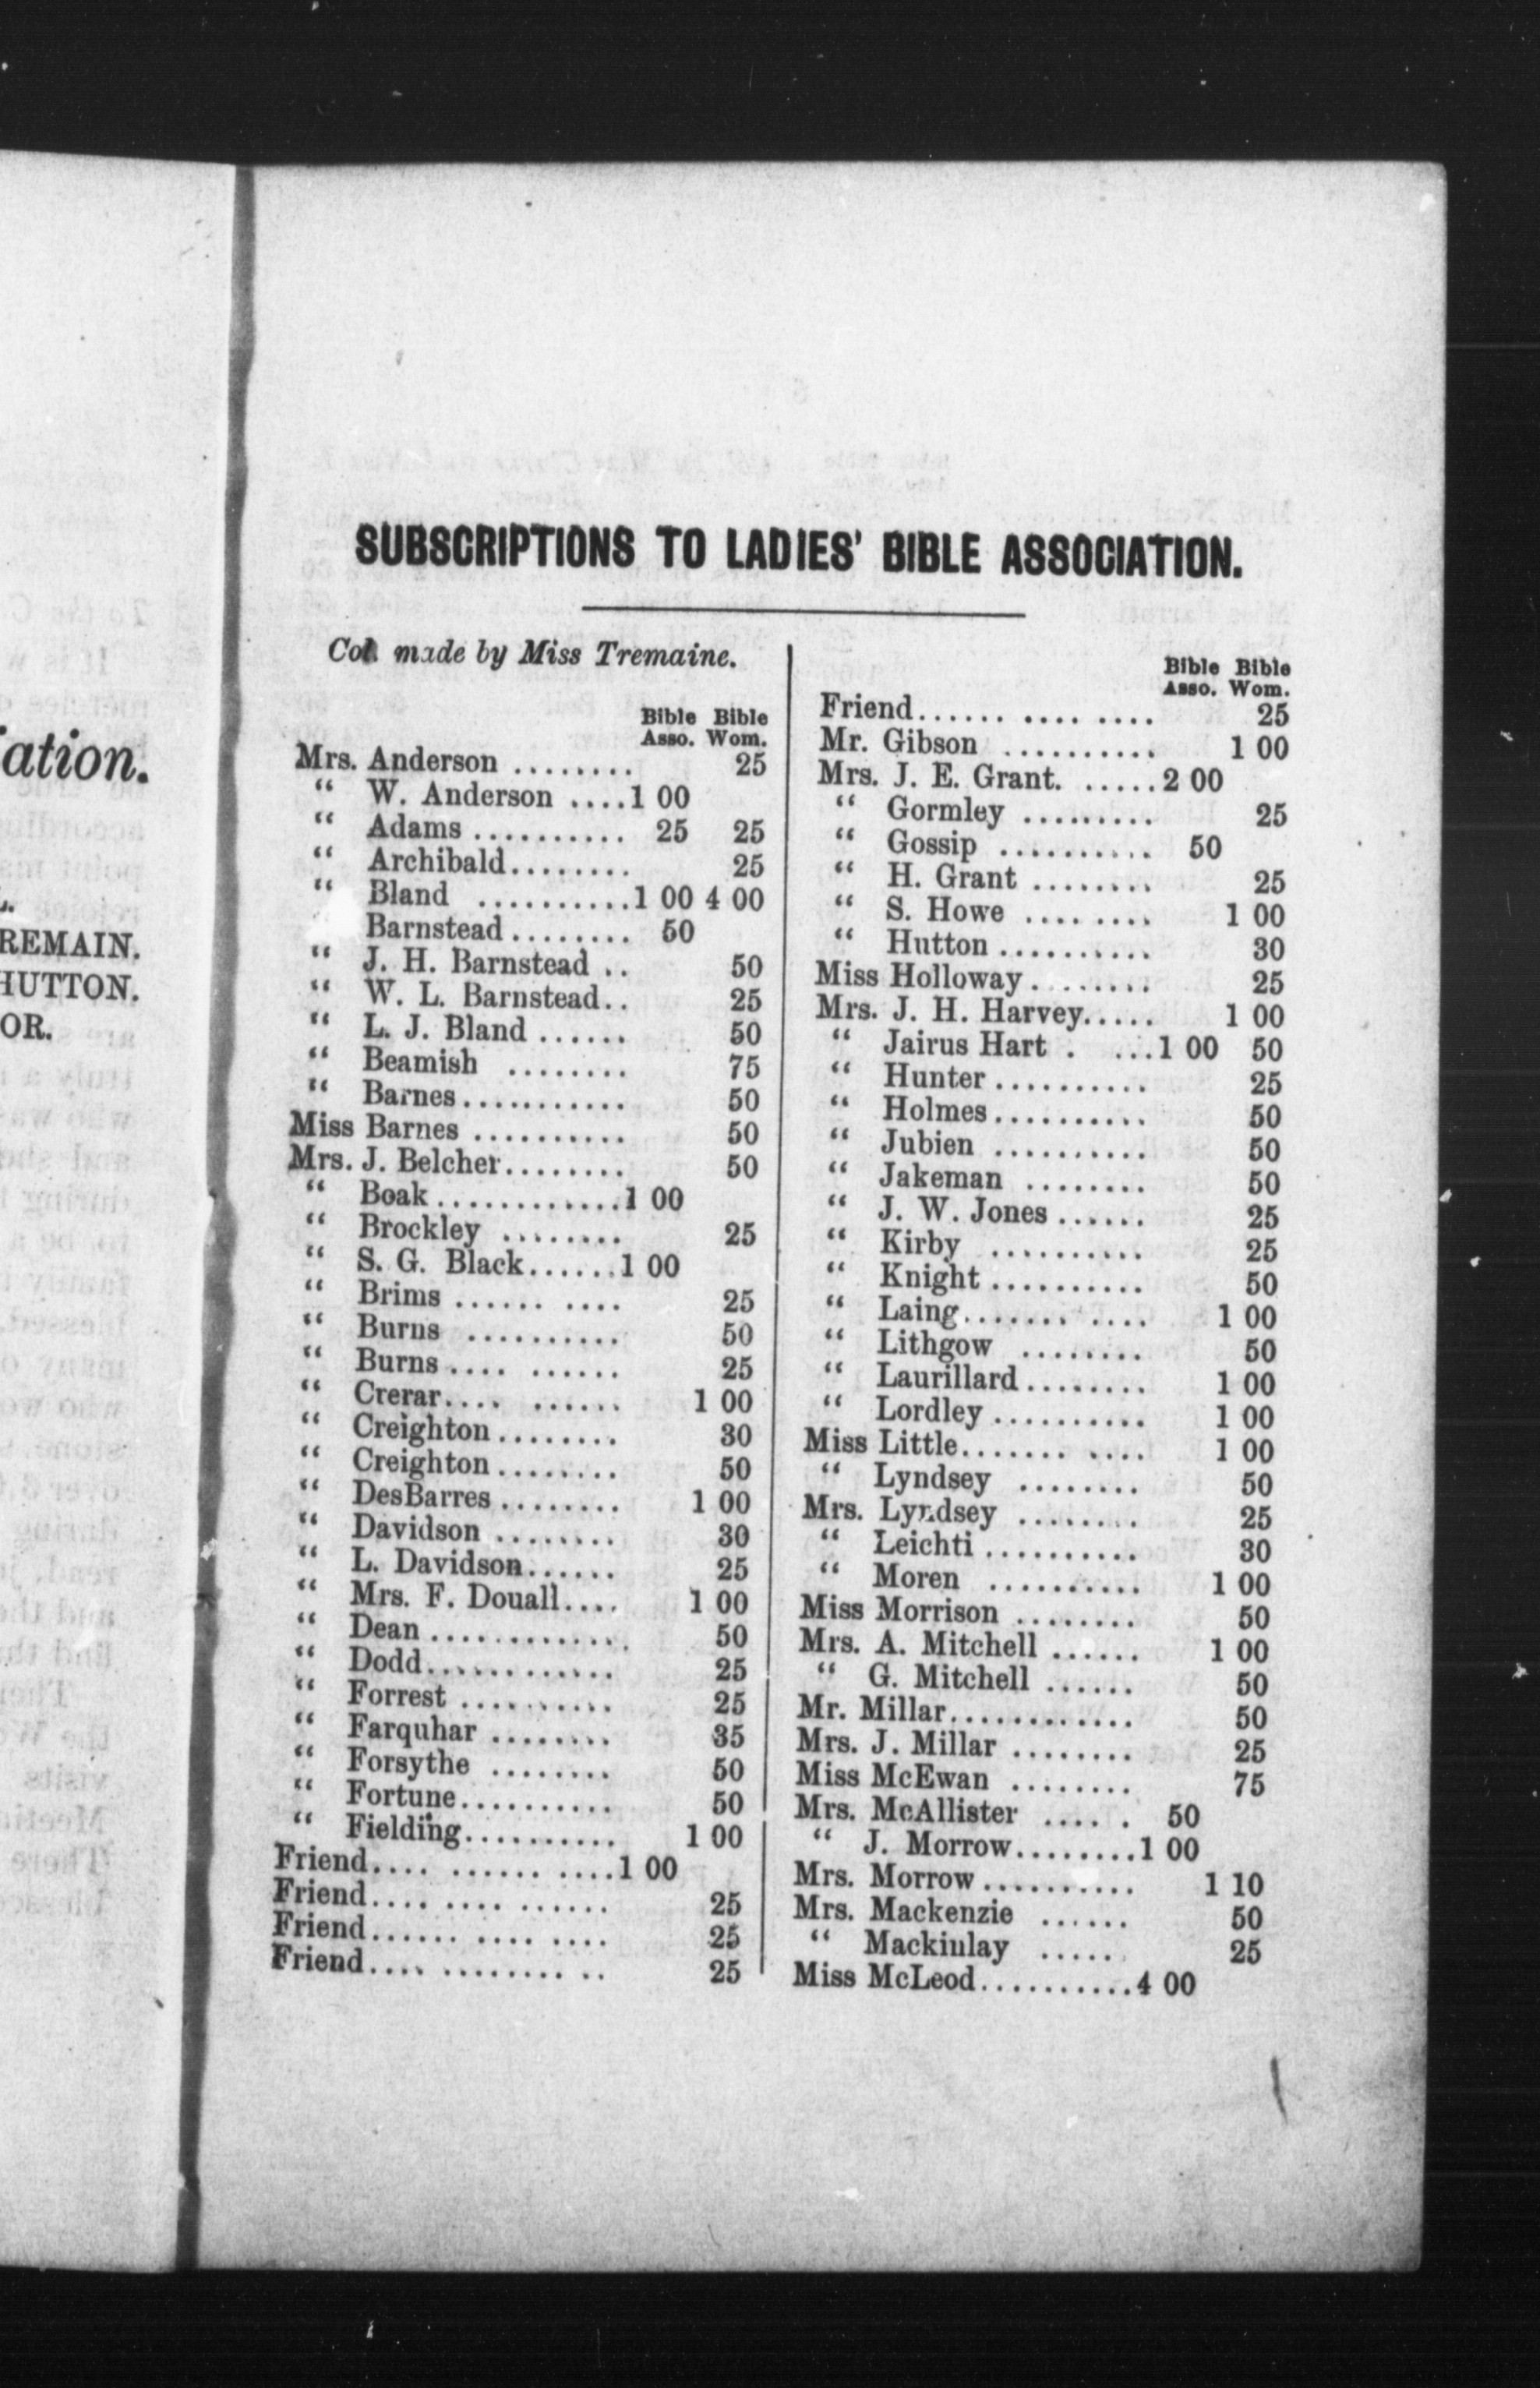 ation.
REMAIN.
HUTTON.
OR.
SUBSCRIPTIONS TO LADIES' BIBLE ASSOCIATION.
Col. made by Miss Tremaine.
Bible Bible
Asso. Wom.
Mrs. Anderson ........ 25
" W. Anderson ....1 00
" Adams .......... 25 25
" Archibald........ 25
" Bland ..........1 00 4 00
Barnstead ........ 50
" J. H. Barnstead .. 50
" W. L. Barnstead.. 25
" L. J. Bland ...... 50
" Beamish ........ 75
" Barnes........... 50
Miss Barnes .......... 50
Mrs. J. Belcher........ 50
" Boak .............1 00
" Brockley ........ 25
" S. G. Black......1 00
" Brims ...... .... 25
" Burns .......... 50
" Burns .... ...... 25
" Crerar.... ...... 1 00
" Creighton ........ 30
" Creighton ........ 50
" DesBarres ........ 1 00
" Davidson ........ 30
" L. Davidson...... 25
" Mrs. F. Douall.... 1 00
" Dean ............. 50
" Dodd............. 25
" Forrest .......... 25
" Farquhar ........ 35
" Forsythe ........ 50
" Fortune.......... 50
" Fielding.......... 1 00
Friend.... ...... ....1 00
Friend.... .... ...... 25
Friend...... .... .... 25
Friend.... ........ .. 25
Bible Bible
Asso. Wom.
Friend...... .... .... 25
Mr. Gibson .......... 1 00
Mrs. J. E. Grant. .....2 00
" Gormley ......... 25
" Gossip .......... 50
" H. Grant ........ 25
" S. Howe ........ 1 00
" Hutton .......... 30
Miss Holloway........ 25
Mrs. J. H. Harvey..... 1 00
" Jairus Hart . ...1 00 50
" Hunter .......... 25
" Holmes.......... 50
" Jubien .......... 50
" Jakeman ........ 50
" J. W. Jones ...... 25
" Kirby .......... 25
" Knight .......... 50
" Laing....... .... 1 00
" Lithgow ........ 50
" Laurillard ........ 1 00
" Lordley .......... 1 00
Miss Little....... .... 1 00
" Lyndsey ........ 50
Mrs. Lyndsey ........ 25
" Leichti .......... 30
" Moren .......... 1 00
Miss Morrison ........ 50
Mrs. A. Mitchell ...... 1 00
" G. Mitchell ...... 50
Mr. Millar............. 50
Mrs. J. Millar ........ 25
Miss McEwan ........ 75
Mrs. McAllister .... . 50
" J. Morrow........1 00
Mrs. Morrow .......... 1 10
Mrs. Mackenzie ...... 50
" Mackiulay ..... 25
Miss McLeod...........4 00